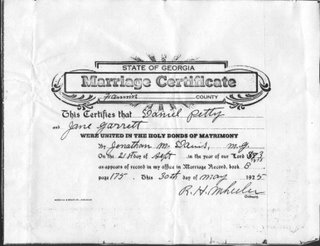 STATE OF GEORGIA
Marriage Certificate
Fannin COUNTY
This Certifies that Daniel Petty
and Jane Garrett
WERE UNITED IN THE HOLY BONDS OF MATRIMONY
By Jonathan M. Davis, M.G.
On the 21 day of Sept in the year of our Lord
as appears of record in my office in Marriage Record, book E
page 175. This 30th day of May 1925
R. H. Wheeler
Ordinary